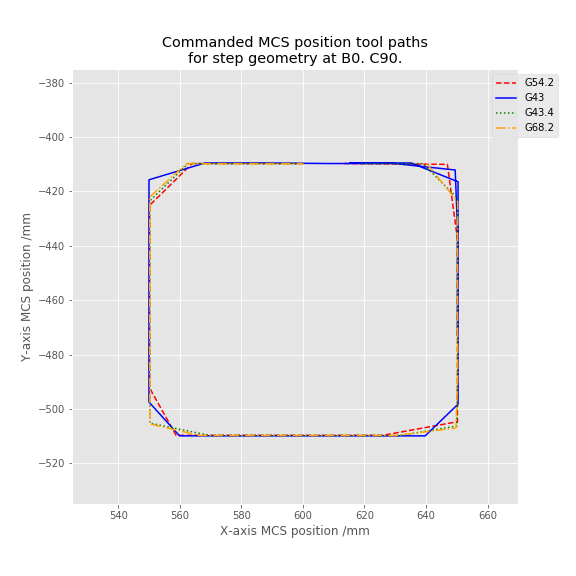 Commanded MCS position tool paths
for step geometry at B0. C90.
G54.2
G43
G43.4
G68.2
−380
−400
−420
−440
−460
−480
−500
−520
Y-axis MCS position /mm
540 560 580 600 620 640 660
X-axis MCS position /mm